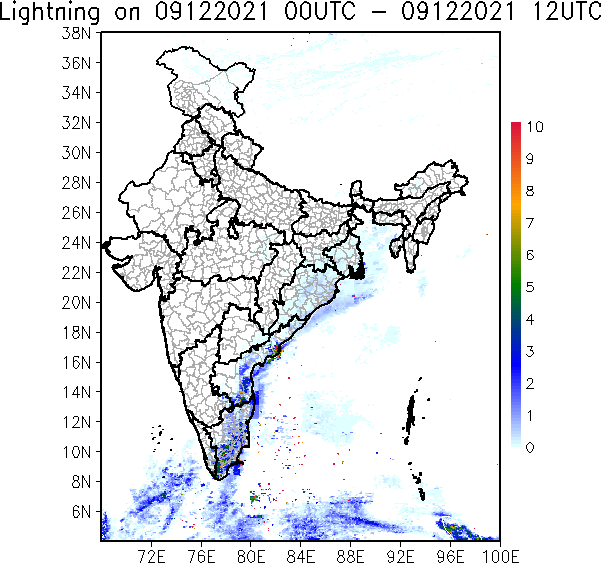 Lightning on 09122021 00UTC – 09122021 12UTC
38N
36N
34N
32N
30N
28N
26N
24N
22N
20N
18N
16N
14N
12N
10N
8N
6N
72E 76E 80E 84E 88E 92E 96E 100E
10
9
8
7
6
5
4
3
2
1
0